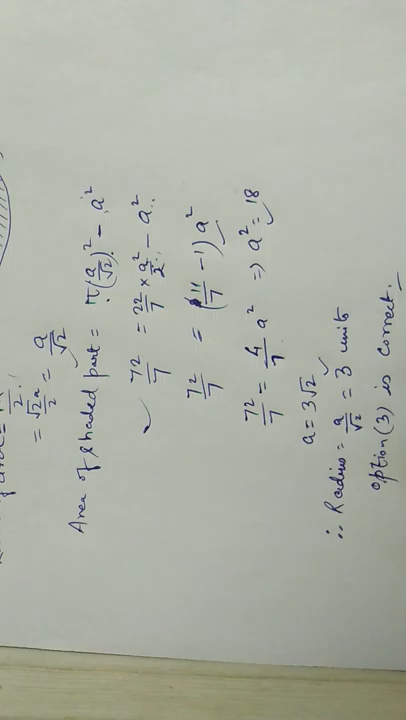 = √2a/2 = a/√2
Area of shaded part = π(a/√2)² - a²
72/7 = 22/7 × a²/2 - a²
72/7 = (11/7 - 1) a²
72/7 = 4/7 a² ⇒ a² = 18
a = 3√2
∴ Radius = a/√2 = 3 units
option (3) is correct.